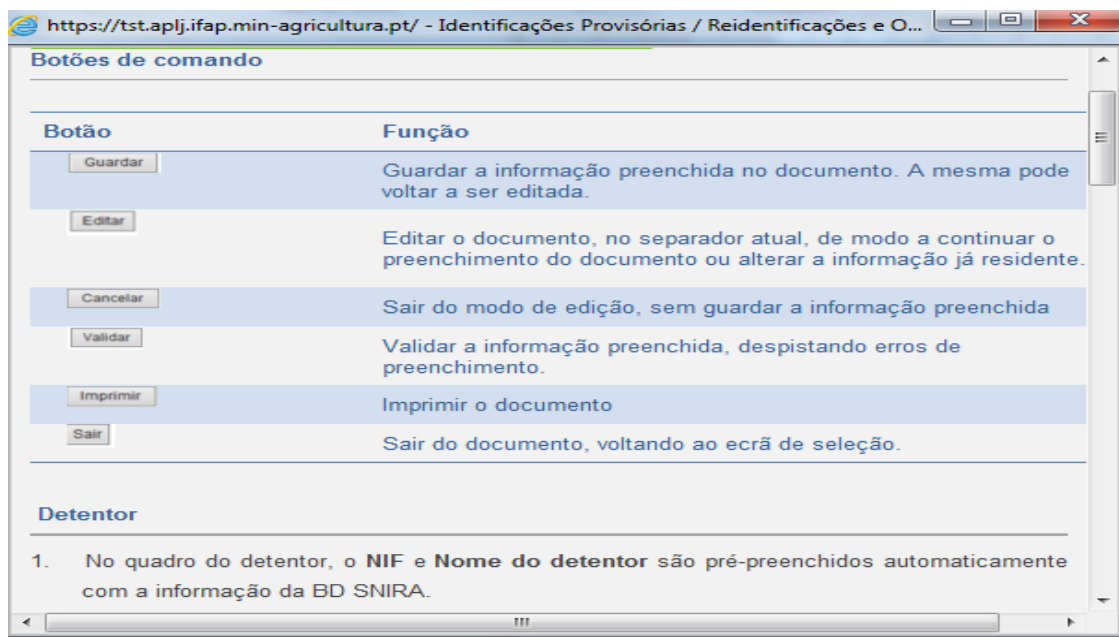 https://tst.aplj.ifap.min-agricultura.pt/ - Identificações Provisórias / Reidentificações e O...
Botões de comando
Botão Função
Guardar Guardar a informação preenchida no documento. A mesma pode
voltar a ser editada.
Editar Editar o documento, no separador atual, de modo a continuar o
preenchimento do documento ou alterar a informação já residente.
Cancelar Sair do modo de edição, sem guardar a informação preenchida
Validar Validar a informação preenchida, despistando erros de
preenchimento.
Imprimir Imprimir o documento
Sair Sair do documento, voltando ao ecrã de seleção.
Detentor
1. No quadro do detentor, o NIF e Nome do detentor são pré-preenchidos automaticamente
com a informação da BD SNIRA.